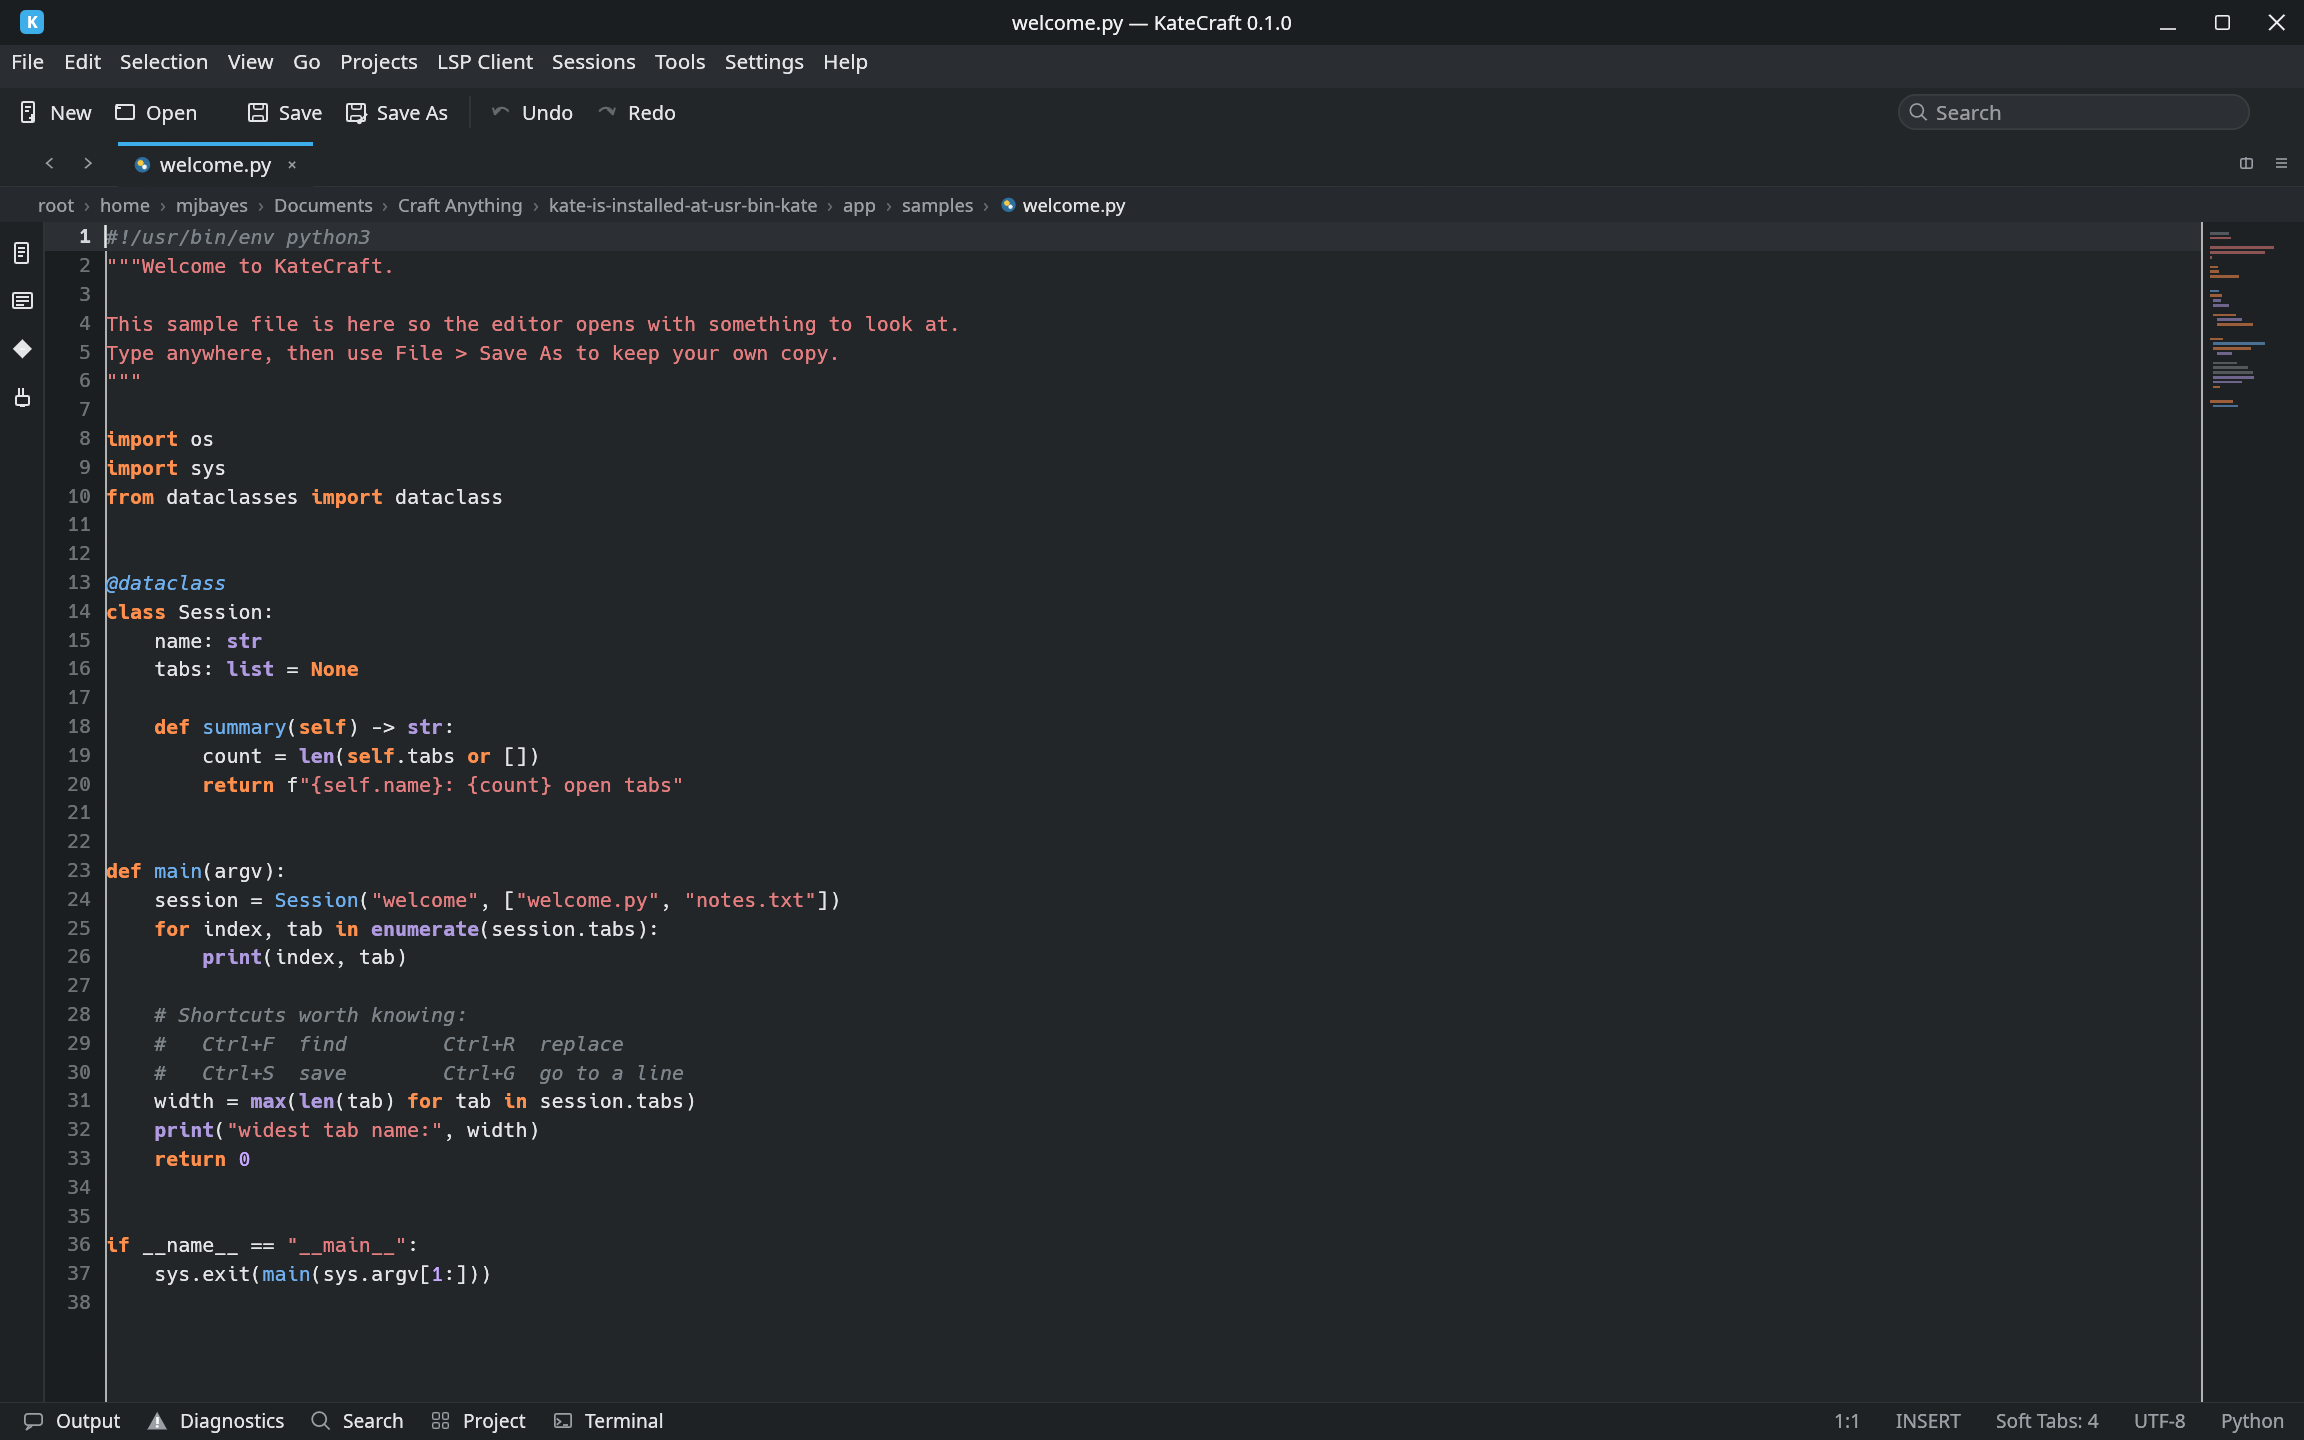 K welcome.py — KateCraft 0.1.0
File Edit Selection View Go Projects LSP Client Sessions Tools Settings Help
New Open Save Save As Undo Redo Search
welcome.py ×
root › home › mjbayes › Documents › Craft Anything › kate-is-installed-at-usr-bin-kate › app › samples › welcome.py
1 #!/usr/bin/env python3
2 """Welcome to KateCraft.
3
4 This sample file is here so the editor opens with something to look at.
5 Type anywhere, then use File > Save As to keep your own copy.
6 """
7
8 import os
9 import sys
10 from dataclasses import dataclass
11
12
13 @dataclass
14 class Session:
15     name: str
16     tabs: list = None
17
18     def summary(self) -> str:
19         count = len(self.tabs or [])
20         return f"{self.name}: {count} open tabs"
21
22
23 def main(argv):
24     session = Session("welcome", ["welcome.py", "notes.txt"])
25     for index, tab in enumerate(session.tabs):
26         print(index, tab)
27
28     # Shortcuts worth knowing:
29     #   Ctrl+F  find        Ctrl+R  replace
30     #   Ctrl+S  save        Ctrl+G  go to a line
31     width = max(len(tab) for tab in session.tabs)
32     print("widest tab name:", width)
33     return 0
34
35
36 if __name__ == "__main__":
37     sys.exit(main(sys.argv[1:]))
38
Output Diagnostics Search Project Terminal 1:1 INSERT Soft Tabs: 4 UTF-8 Python